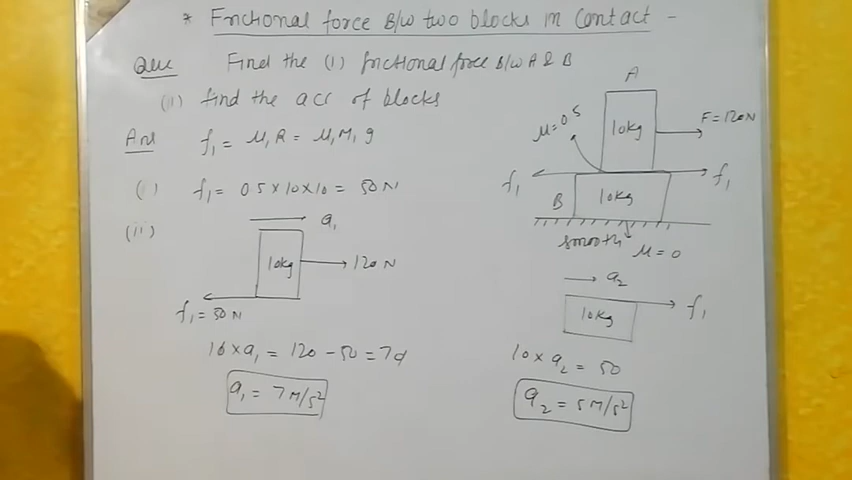 * Frictional force B/w two blocks in contact -
Que Find the (i) frictional force B/w A & B
(ii) find the acc of blocks
Ans f₁ = μ₁R = μ₁M₁g
(i) f₁ = 0.5 × 10 × 10 = 50 N
(ii)
a₁
10kg
120 N
f₁ = 50 N
10 × a₁ = 120 - 50 = 70
a₁ = 7 M/s²
A
μ = 0.5
10kg
F = 120N
f₁
f₁
B
10kg
smooth
μ = 0
a₂
10kg
f₁
10 × a₂ = 50
a₂ = 5 M/s²